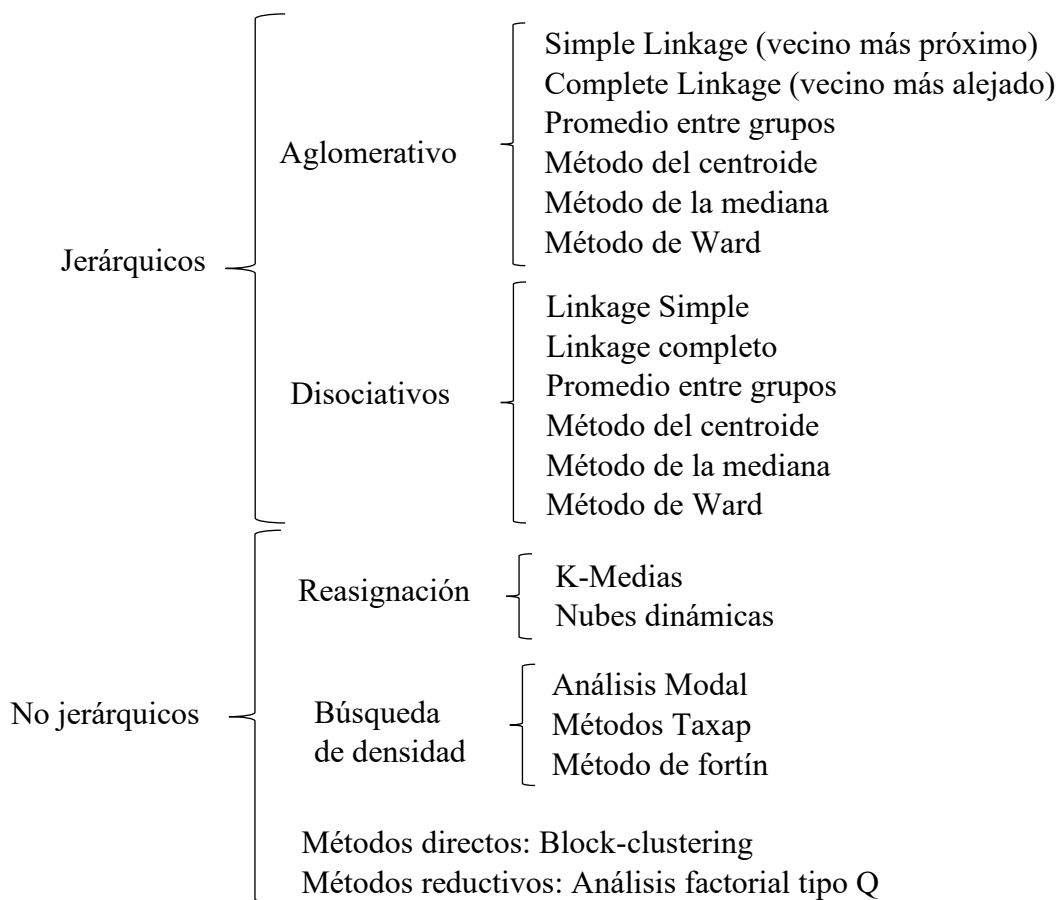 Jerárquicos
Aglomerativo
Simple Linkage (vecino más próximo)
Complete Linkage (vecino más alejado)
Promedio entre grupos
Método del centroide
Método de la mediana
Método de Ward
Disociativos
Linkage Simple
Linkage completo
Promedio entre grupos
Método del centroide
Método de la mediana
Método de Ward
No jerárquicos
Reasignación
K-Medias
Nubes dinámicas
Búsqueda
de densidad
Análisis Modal
Métodos Taxap
Método de fortín
Métodos directos: Block-clustering
Métodos reductivos: Análisis factorial tipo Q